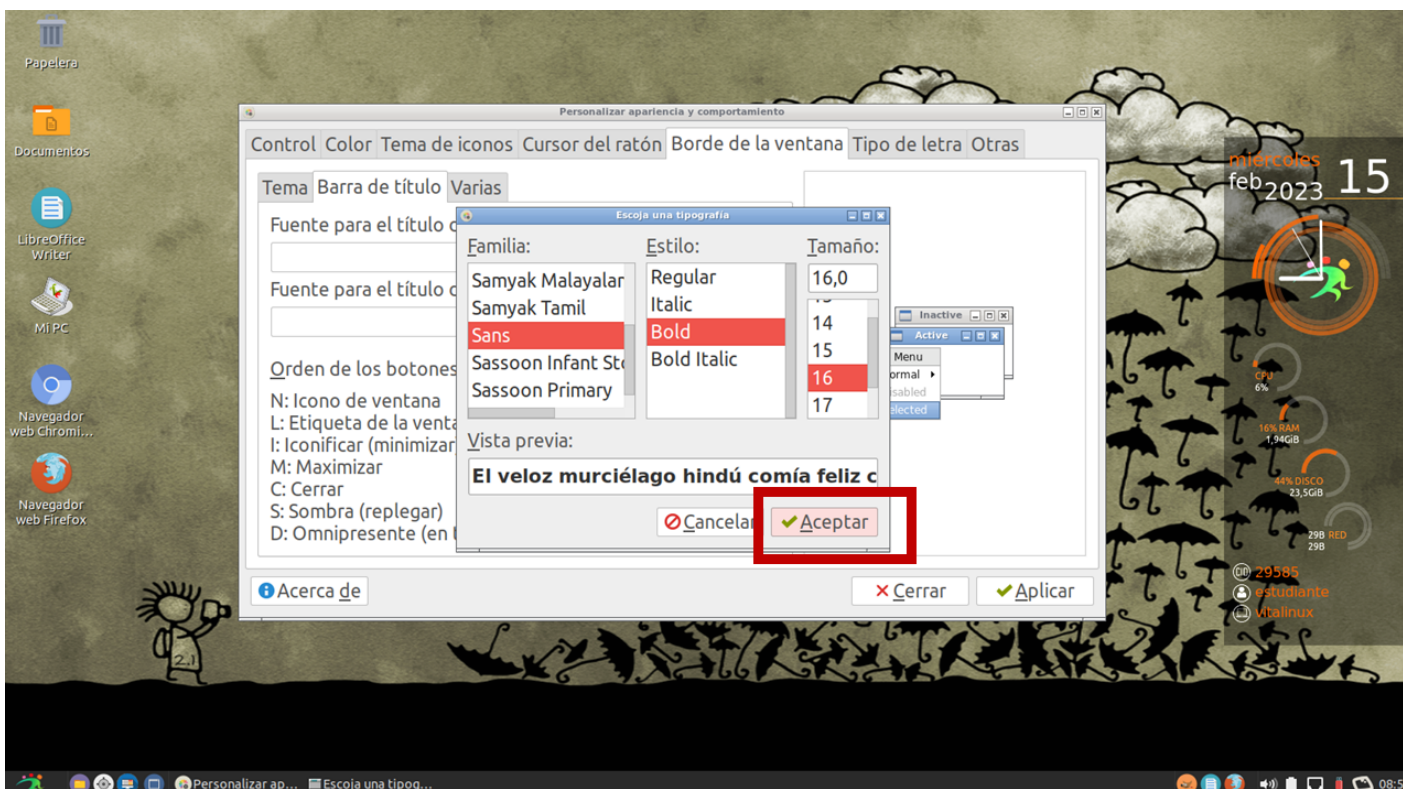 Papelera
Documentos
LibreOffice
Writer
Mi PC
Navegador
web Chromi...
Navegador
web Firefox
Personalizar apariencia y comportamiento
Control Color Tema de iconos Cursor del ratón Borde de la ventana Tipo de letra Otras
Tema Barra de título Varias
Fuente para el título
Fuente para el título
Orden de los botones
N: Icono de ventana
L: Etiqueta de la venta
I: Iconificar (minimizar
M: Maximizar
C: Cerrar
S: Sombra (replegar)
D: Omnipresente (en
Escoja una tipografía
Familia: Estilo: Tamaño:
Samyak Malayalar
Samyak Tamil
Sans
Sassoon Infant Sto
Sassoon Primary
Regular
Italic
Bold
Bold Italic
16,0
14
15
16
17
Vista previa:
El veloz murciélago hindú comía feliz c
Cancelar Aceptar
Inactive
Active
Menu
ormal
isabled
elected
Acerca de Cerrar Aplicar
miércoles
feb 2023 15
CPU
6%
16% RAM
1,94GiB
44% DISCO
23,5GiB
29B RED
29B
29585
estudiante
vitalinux
2.1
Personalizar ap... Escoja una tipog... 08:5